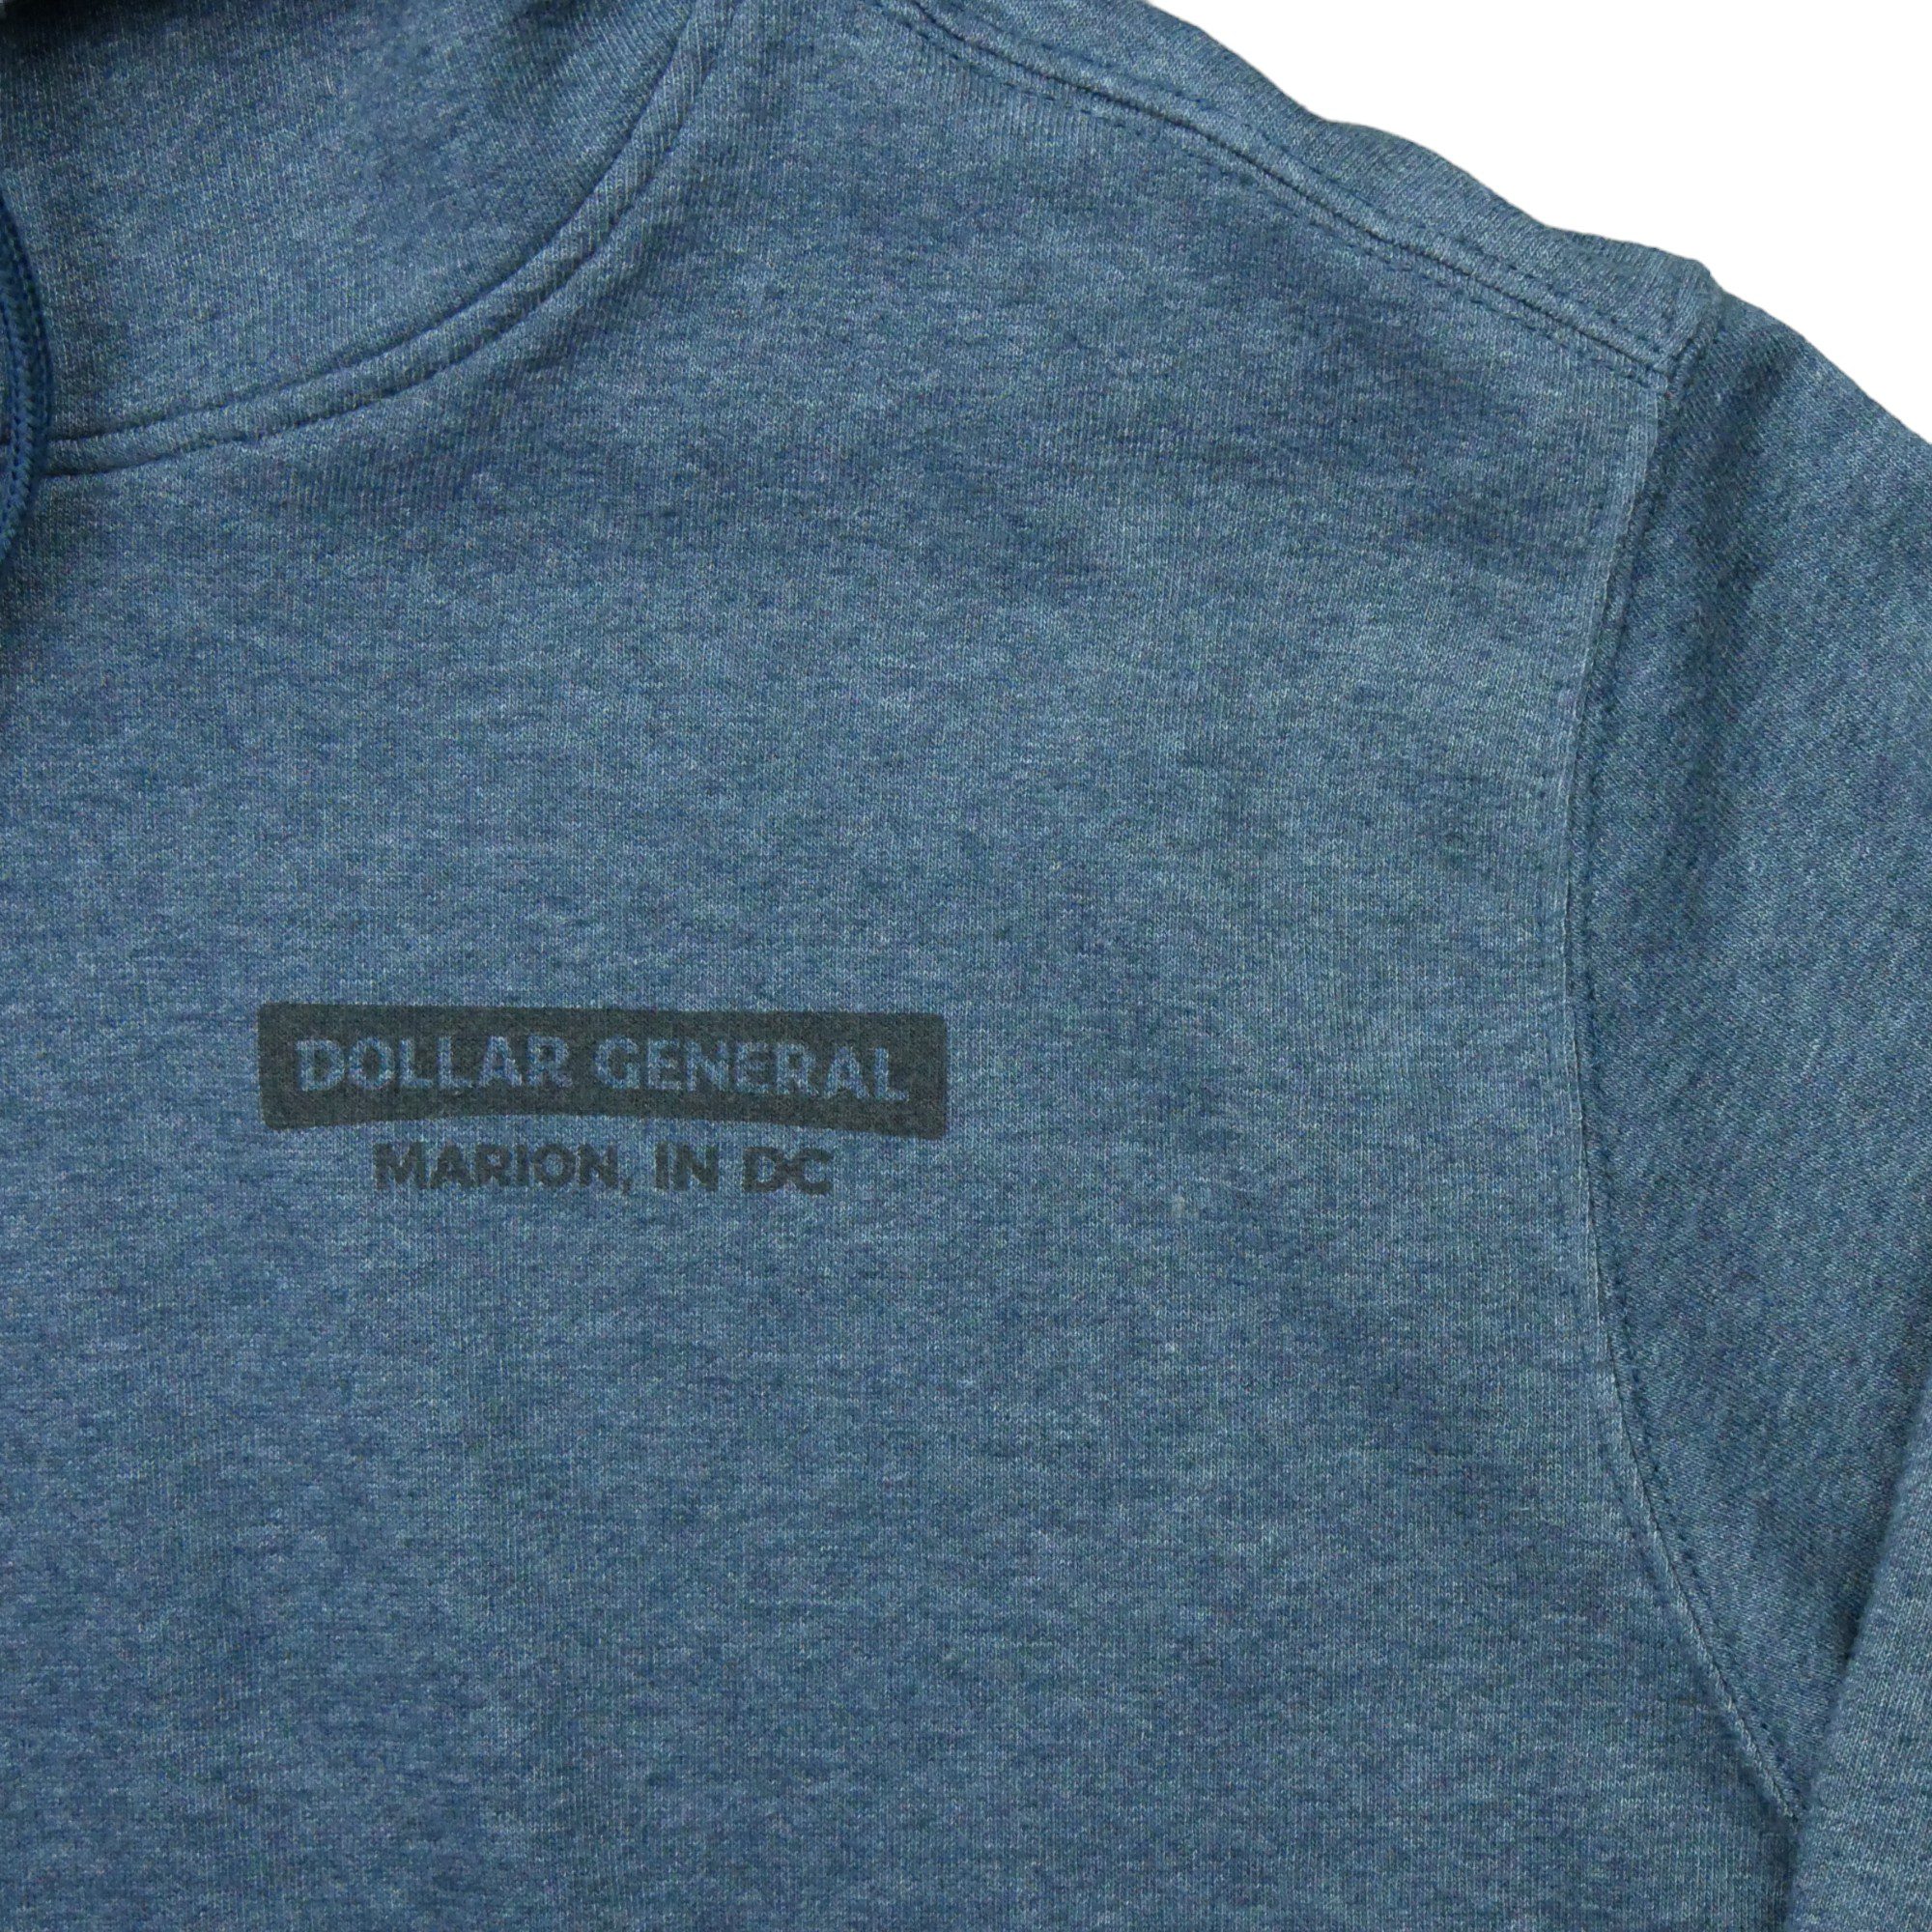 DOLLAR GENERAL
MARION, IN DC